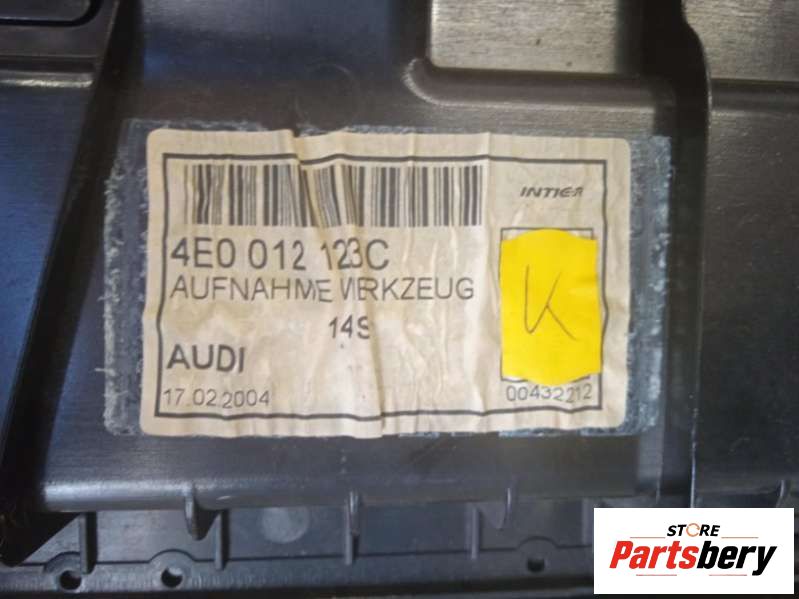 INTIER
4E0 012 123C
AUFNAHME WERKZEUG
14S
K
AUDI
17.02.2004
00432212
STORE
Partsbery